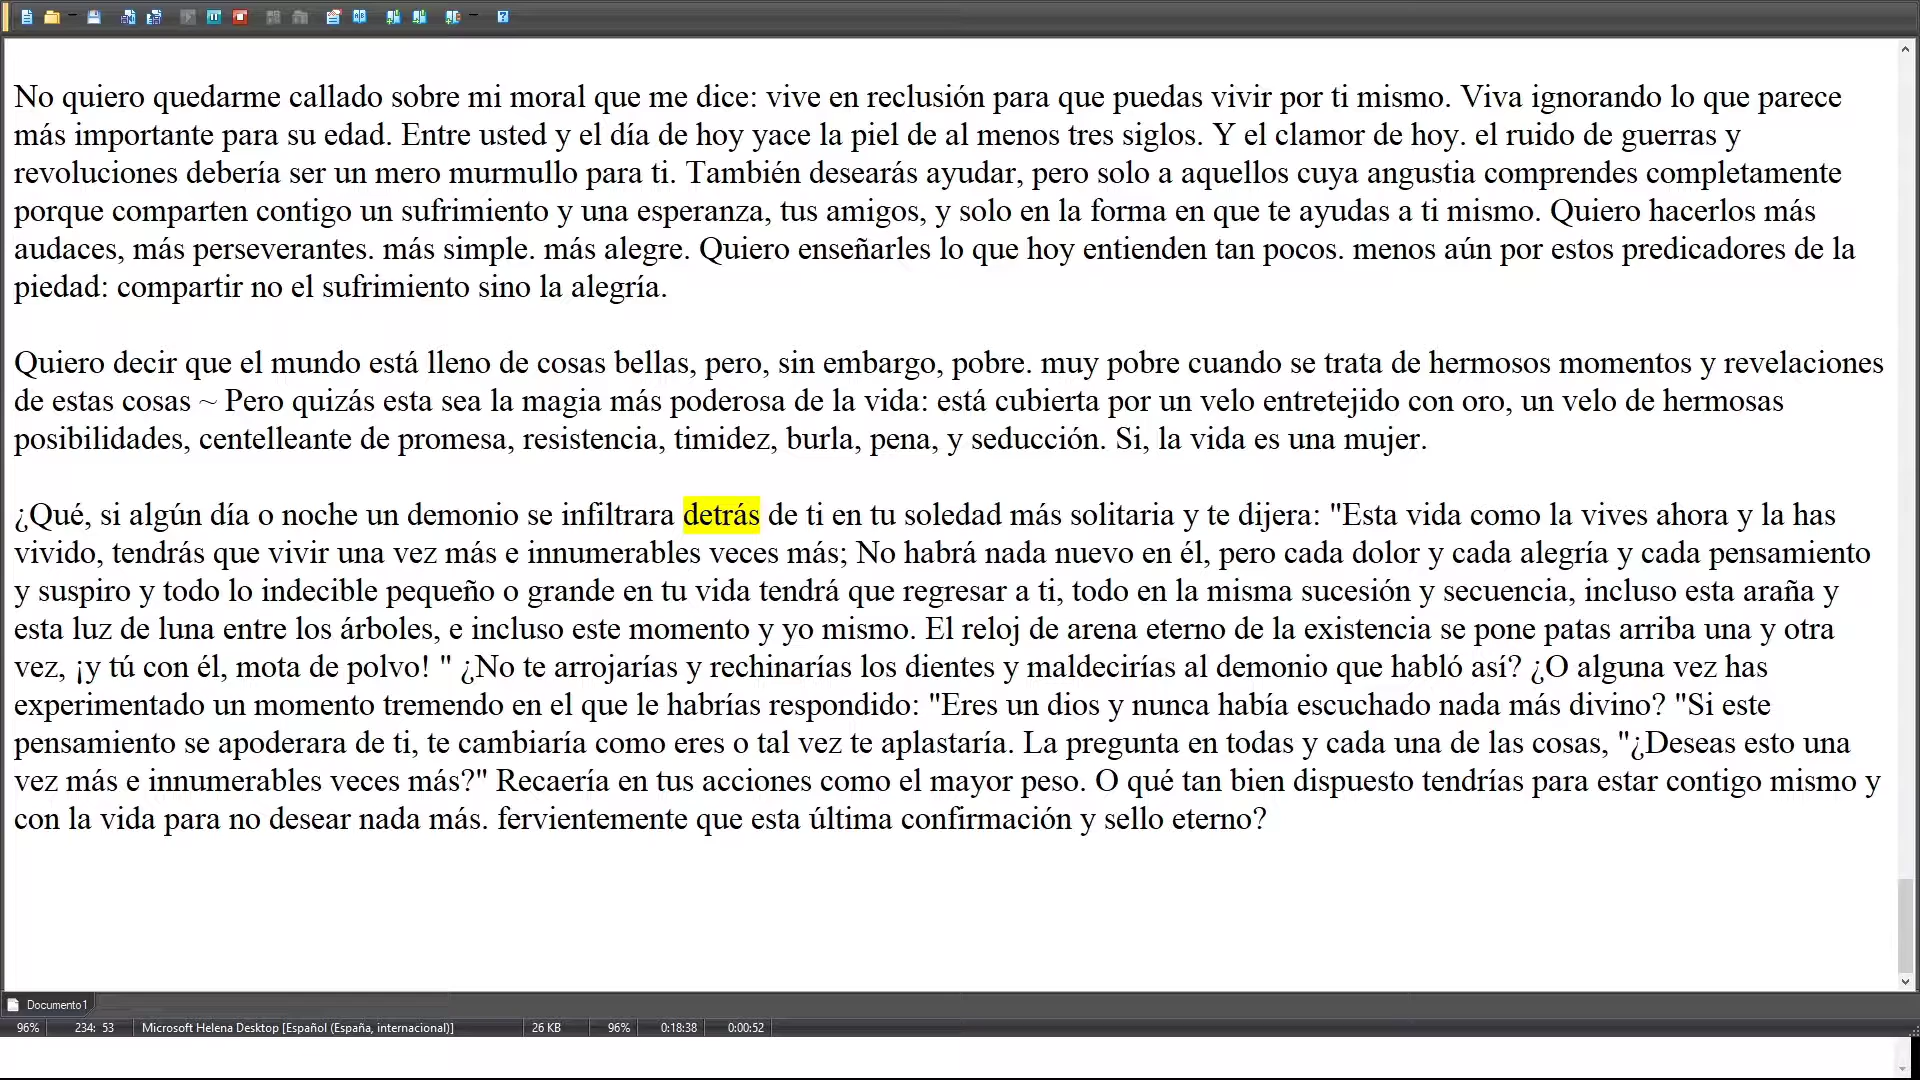 No quiero quedarme callado sobre mi moral que me dice: vive en reclusión para que puedas vivir por ti mismo. Viva ignorando lo que parece
más importante para su edad. Entre usted y el día de hoy yace la piel de al menos tres siglos. Y el clamor de hoy. el ruido de guerras y
revoluciones debería ser un mero murmullo para ti. También desearás ayudar, pero solo a aquellos cuya angustia comprendes completamente
porque comparten contigo un sufrimiento y una esperanza, tus amigos, y solo en la forma en que te ayudas a ti mismo. Quiero hacerlos más
audaces, más perseverantes. más simple. más alegre. Quiero enseñarles lo que hoy entienden tan pocos. menos aún por estos predicadores de la
piedad: compartir no el sufrimiento sino la alegría.
Quiero decir que el mundo está lleno de cosas bellas, pero, sin embargo, pobre. muy pobre cuando se trata de hermosos momentos y revelaciones
de estas cosas ~ Pero quizás esta sea la magia más poderosa de la vida: está cubierta por un velo entretejido con oro, un velo de hermosas
posibilidades, centelleante de promesa, resistencia, timidez, burla, pena, y seducción. Si, la vida es una mujer.
¿Qué, si algún día o noche un demonio se infiltrara detrás de ti en tu soledad más solitaria y te dijera: "Esta vida como la vives ahora y la has
vivido, tendrás que vivir una vez más e innumerables veces más; No habrá nada nuevo en él, pero cada dolor y cada alegría y cada pensamiento
y suspiro y todo lo indecible pequeño o grande en tu vida tendrá que regresar a ti, todo en la misma sucesión y secuencia, incluso esta araña y
esta luz de luna entre los árboles, e incluso este momento y yo mismo. El reloj de arena eterno de la existencia se pone patas arriba una y otra
vez, ¡y tú con él, mota de polvo! " ¿No te arrojarías y rechinarías los dientes y maldecirías al demonio que habló así? ¿O alguna vez has
experimentado un momento tremendo en el que le habrías respondido: "Eres un dios y nunca había escuchado nada más divino? "Si este
pensamiento se apoderara de ti, te cambiaría como eres o tal vez te aplastaría. La pregunta en todas y cada una de las cosas, "¿Deseas esto una
vez más e innumerables veces más?" Recaería en tus acciones como el mayor peso. O qué tan bien dispuesto tendrías para estar contigo mismo y
con la vida para no desear nada más. fervientemente que esta última confirmación y sello eterno?
Documento1
96% 234: 53 Microsoft Helena Desktop [Español (España, internacional)] 26 KB 96% 0:18:38 0:00:52